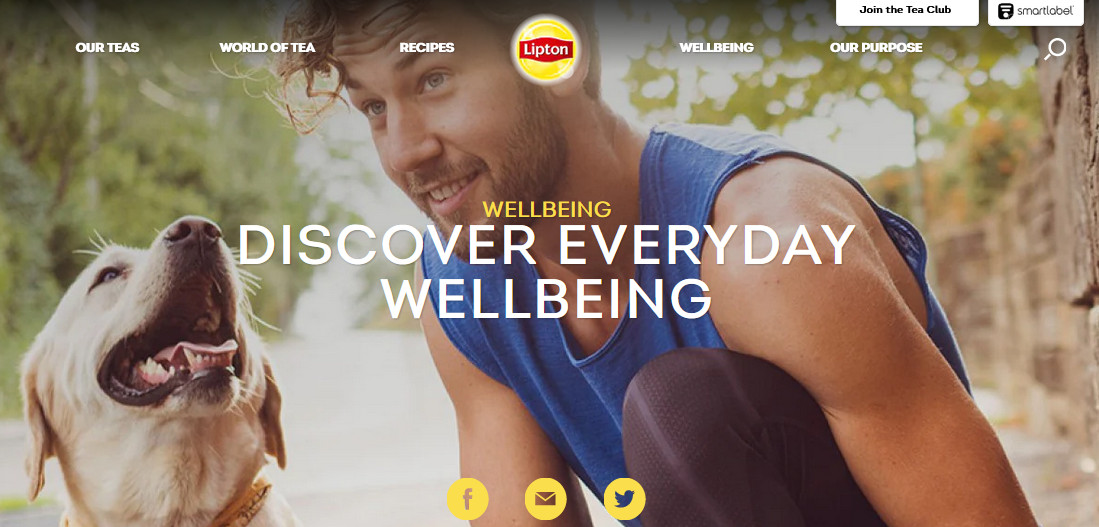 Join the Tea Club
smartlabel
OUR TEAS
WORLD OF TEA
RECIPES
Lipton
WELLBEING
OUR PURPOSE
WELLBEING
DISCOVER EVERYDAY
WELLBEING